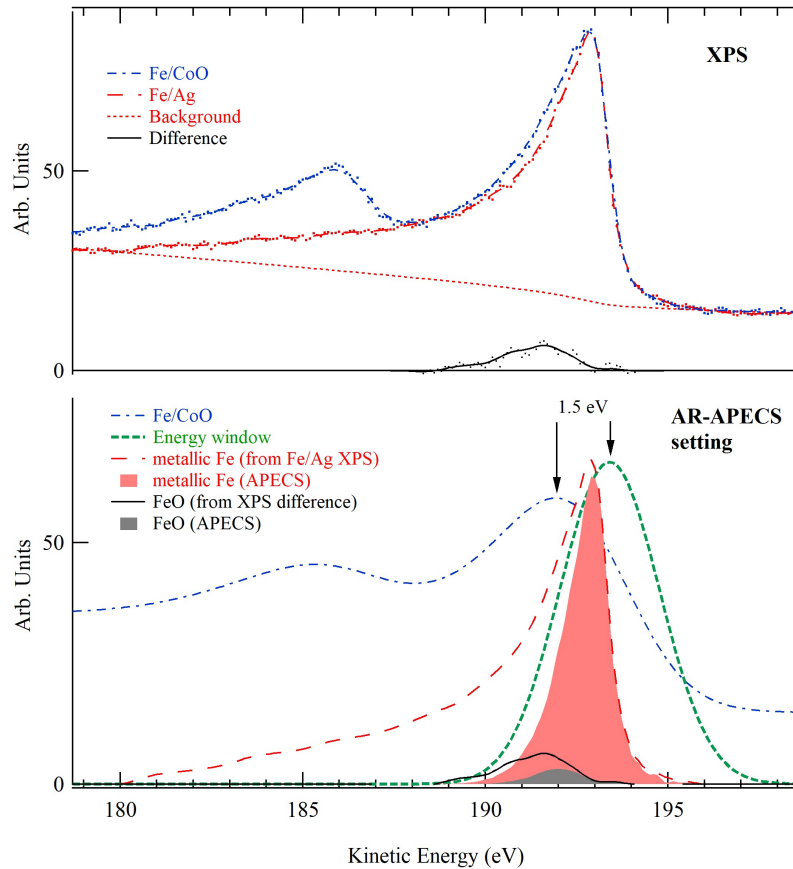 XPS
Fe/CoO
Fe/Ag
Background
Difference
50
0
Arb. Units
1.5 eV
AR-APECS
setting
Fe/CoO
Energy window
metallic Fe (from Fe/Ag XPS)
metallic Fe (APECS)
FeO (from XPS difference)
FeO (APECS)
50
0
Arb. Units
180
185
190
195
Kinetic Energy (eV)